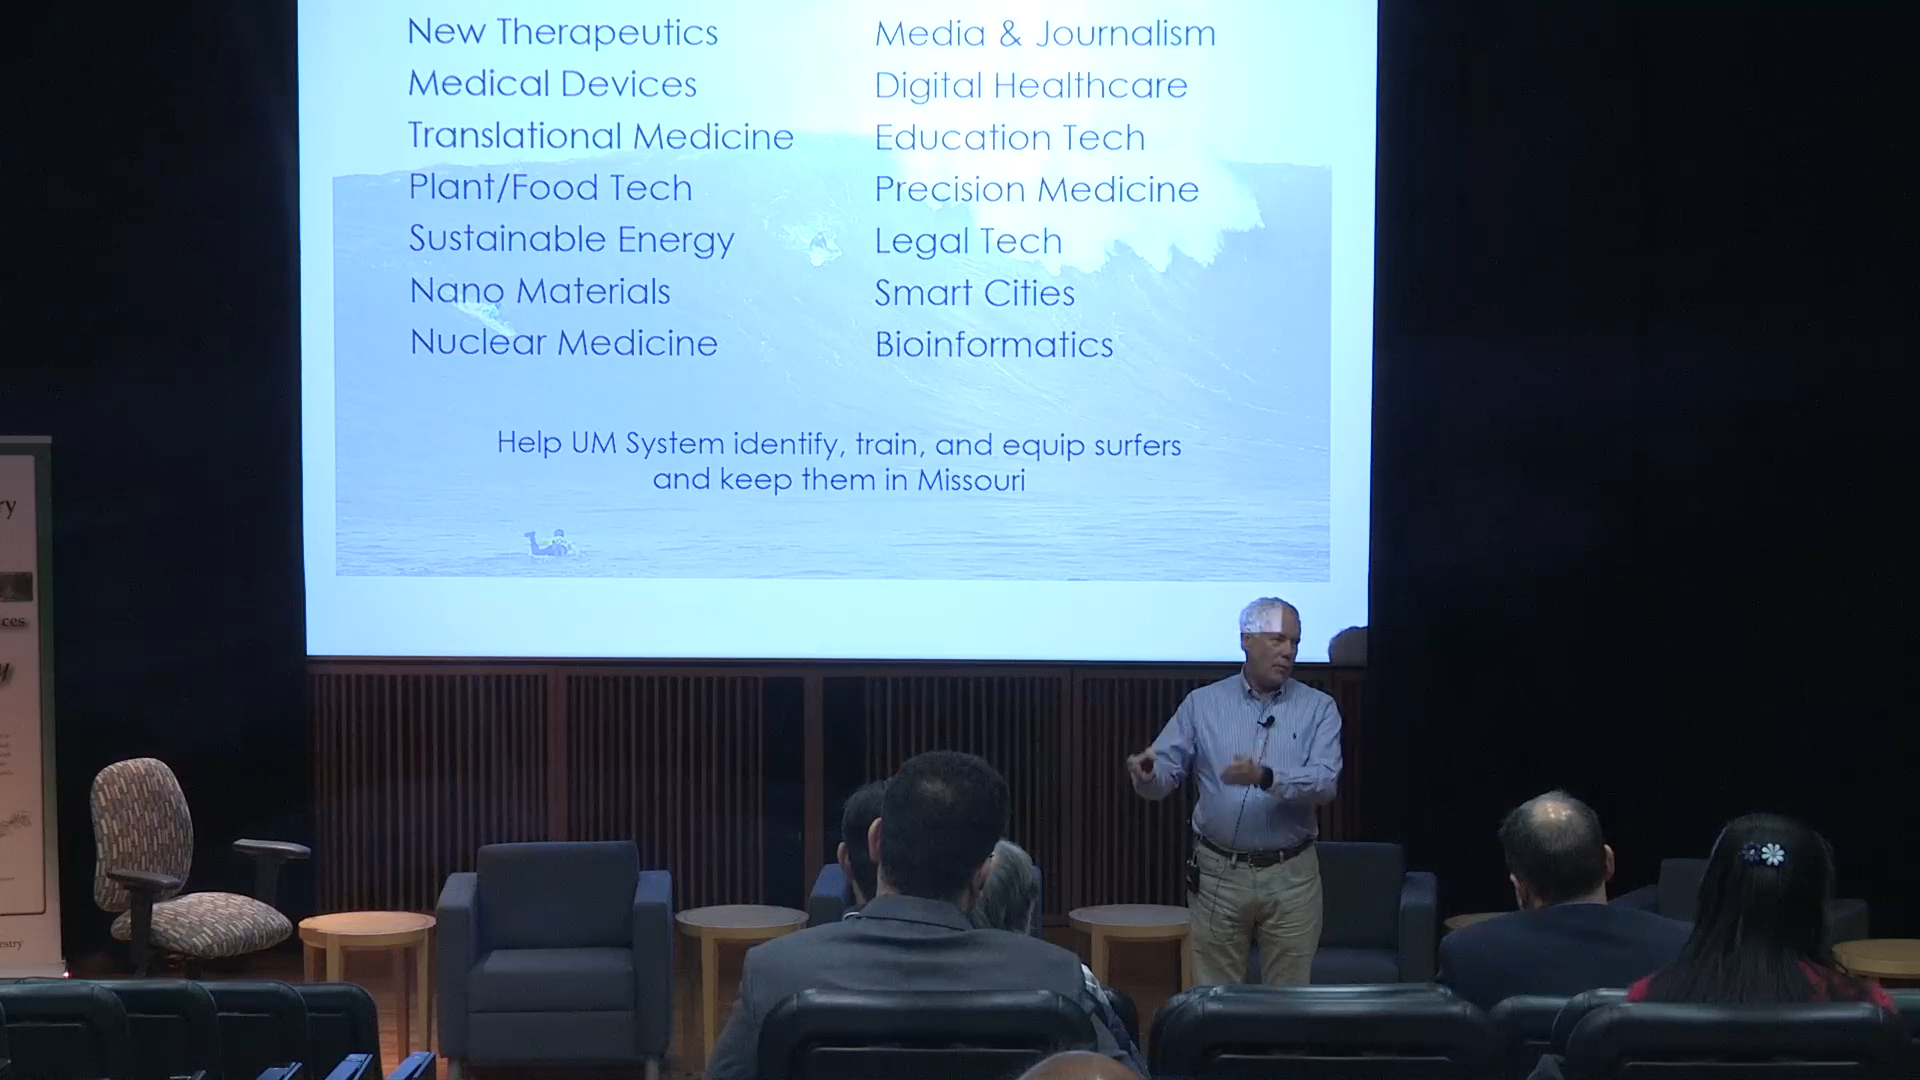 New Therapeutics
Medical Devices
Translational Medicine
Plant/Food Tech
Sustainable Energy
Nano Materials
Nuclear Medicine
Media & Journalism
Digital Healthcare
Education Tech
Precision Medicine
Legal Tech
Smart Cities
Bioinformatics
Help UM System identify, train, and equip surfers
and keep them in Missouri